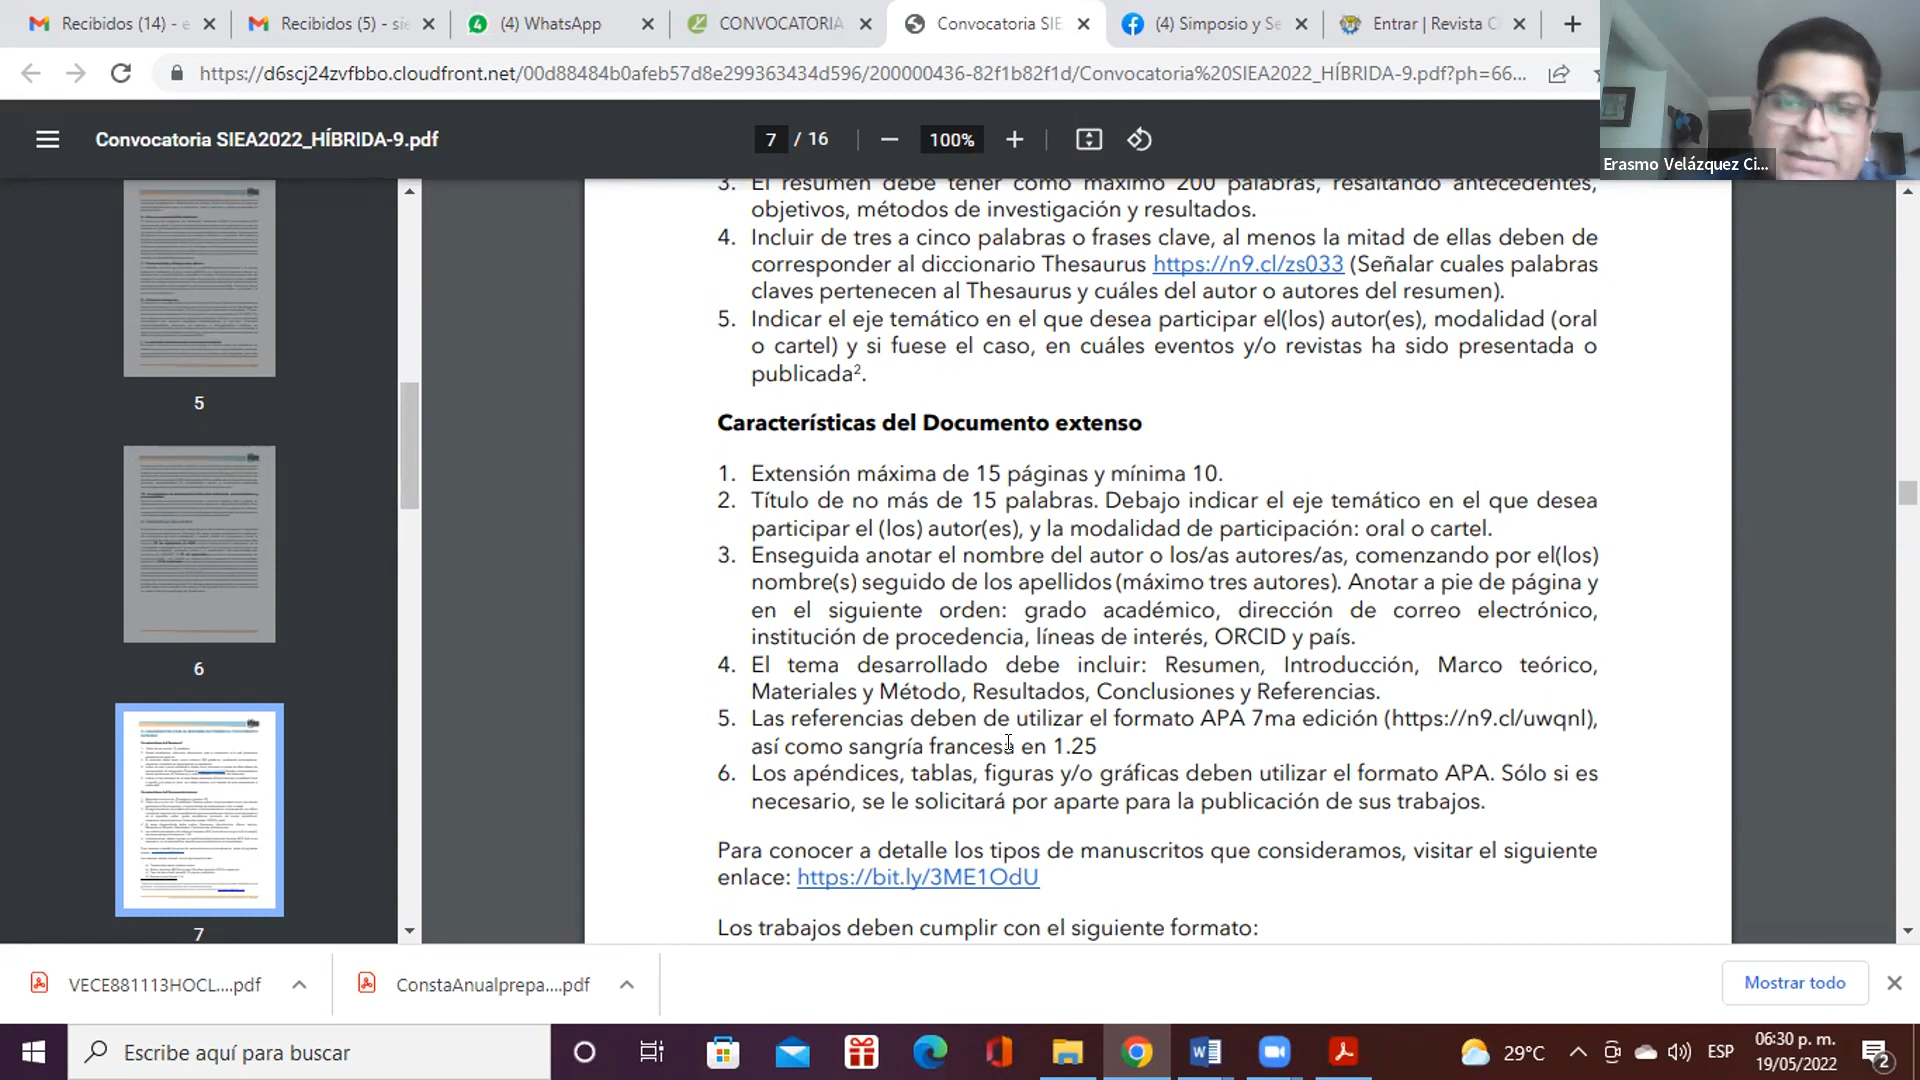 Recibidos (14) - e
Recibidos (5) - sie
(4) WhatsApp
CONVOCATORIA
Convocatoria SIE
(4) Simposio y Se
Entrar | Revista C
https://d6scj24zvfbbo.cloudfront.net/00d88484b0afeb57d8e299363434d596/200000436-82f1b82f1d/Convocatoria%20SIEA2022_HÍBRIDA-9.pdf?ph=66...
Convocatoria SIEA2022_HÍBRIDA-9.pdf
7 / 16
100%
Erasmo Velázquez Ci...
5
6
7
3. El resumen debe tener como máximo 200 palabras, resaltando antecedentes,
objetivos, métodos de investigación y resultados.
4. Incluir de tres a cinco palabras o frases clave, al menos la mitad de ellas deben de
corresponder al diccionario Thesaurus https://n9.cl/zs033 (Señalar cuales palabras
claves pertenecen al Thesaurus y cuáles del autor o autores del resumen).
5. Indicar el eje temático en el que desea participar el(los) autor(es), modalidad (oral
o cartel) y si fuese el caso, en cuáles eventos y/o revistas ha sido presentada o
publicada².
Características del Documento extenso
1. Extensión máxima de 15 páginas y mínima 10.
2. Título de no más de 15 palabras. Debajo indicar el eje temático en el que desea
participar el (los) autor(es), y la modalidad de participación: oral o cartel.
3. Enseguida anotar el nombre del autor o los/as autores/as, comenzando por el(los)
nombre(s) seguido de los apellidos (máximo tres autores). Anotar a pie de página y
en el siguiente orden: grado académico, dirección de correo electrónico,
institución de procedencia, líneas de interés, ORCID y país.
4. El tema desarrollado debe incluir: Resumen, Introducción, Marco teórico,
Materiales y Método, Resultados, Conclusiones y Referencias.
5. Las referencias deben de utilizar el formato APA 7ma edición (https://n9.cl/uwqnl),
así como sangría francesa en 1.25
6. Los apéndices, tablas, figuras y/o gráficas deben utilizar el formato APA. Sólo si es
necesario, se le solicitará por aparte para la publicación de sus trabajos.
Para conocer a detalle los tipos de manuscritos que consideramos, visitar el siguiente
enlace: https://bit.ly/3ME1OdU
Los trabajos deben cumplir con el siguiente formato:
VECE881113HOCL....pdf
ConstaAnualprepa....pdf
Mostrar todo
Escribe aquí para buscar
29°C
ESP
06:30 p. m.
19/05/2022
2